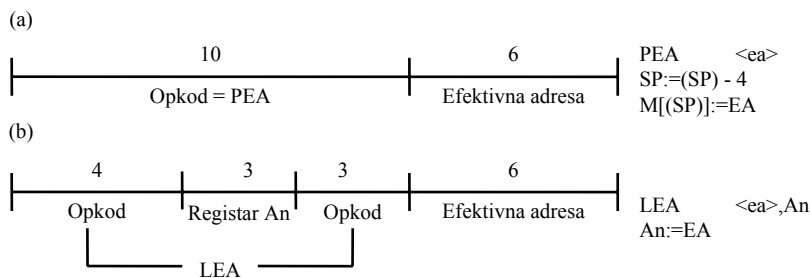 (a)
10
6
Opkod = PEA
Efektivna adresa
PEA <ea>
SP:=(SP) - 4
M[(SP)]:=EA
(b)
4
3
3
6
Opkod
Registar An
Opkod
Efektivna adresa
LEA
LEA <ea>,An
An:=EA